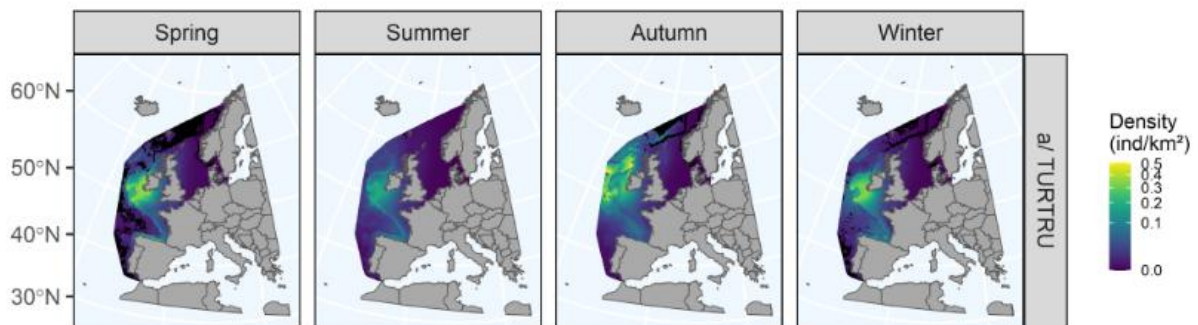 Spring Summer Autumn Winter
60°N
50°N
40°N
30°N
a/ TURTRU
Density
(ind/km²)
0.5
0.4
0.3
0.2
0.1
0.0